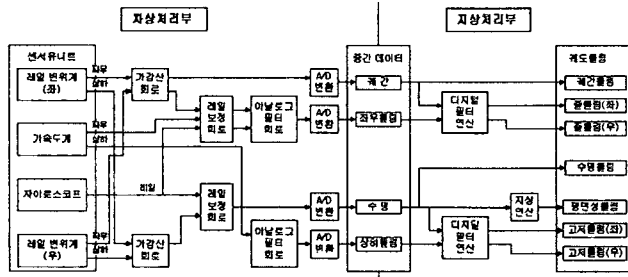 차상처리부
지상처리부
센서유니트
레일 변위계
(좌)
좌우
상하
가속도계
좌우
상하
자이로스코프
레일
레일 변위계
(우)
좌우
상하
가감산
회로
가감산
회로
레일
보정
회로
레일
보정
회로
아날로그
필터
회로
아날로그
필터
회로
A/D
변환
A/D
변환
A/D
변환
A/D
변환
중간 데이터
궤간
좌우틀림
수평
상하틀림
디지털
필터
연산
지상
연산
디지털
필터
연산
궤도틀림
궤간틀림
줄틀림(좌)
줄틀림(우)
수평틀림
평면성틀림
고저틀림(좌)
고저틀림(우)